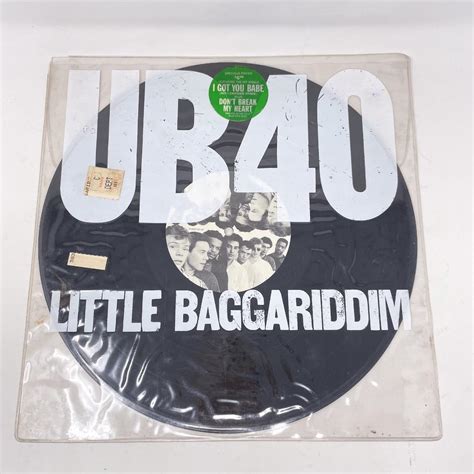 UB40
I GOT YOU BABE
DON'T BREAK
MY HEART
LITTLE BAGGARIDDIM